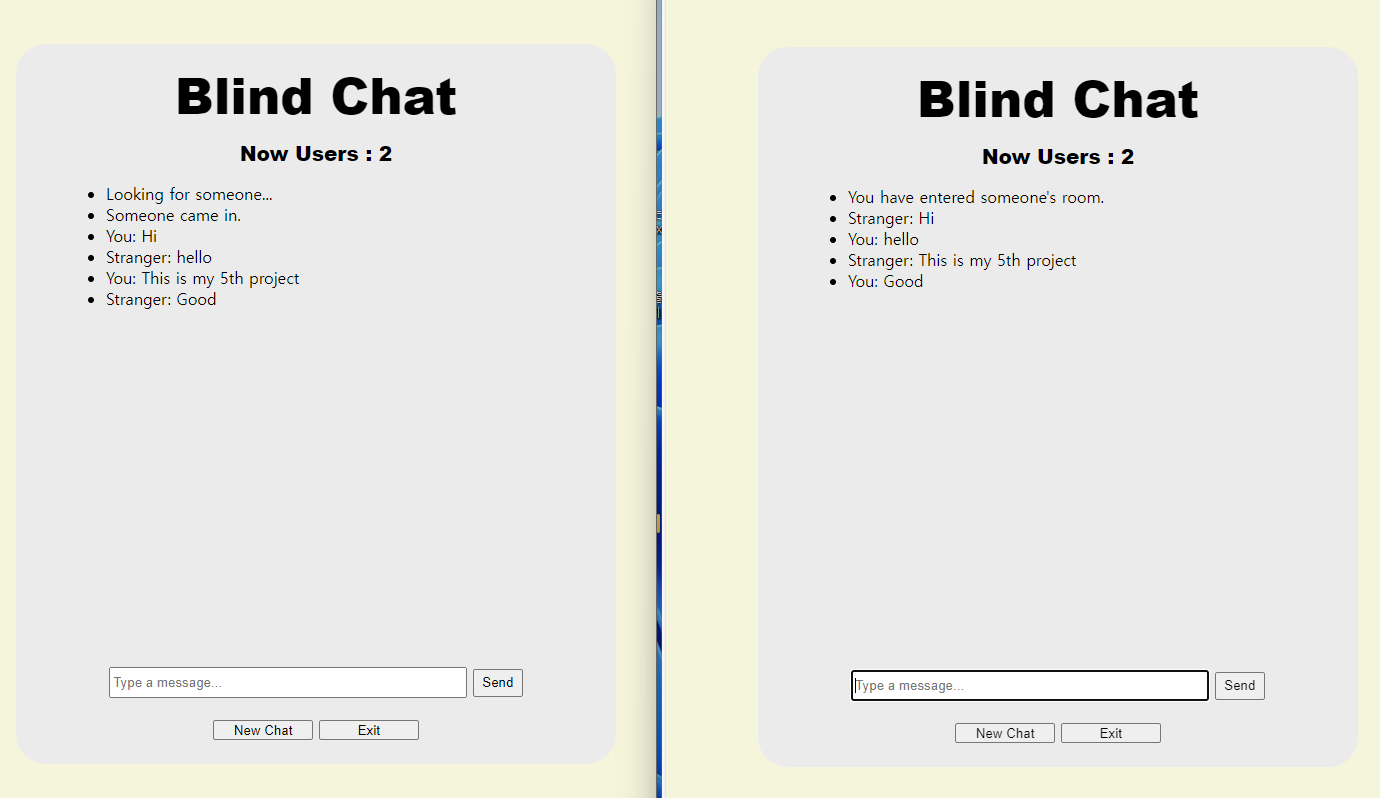 Blind Chat
Now Users : 2
Looking for someone...
Someone came in.
You: Hi
Stranger: hello
You: This is my 5th project
Stranger: Good
Type a message...
Send
New Chat
Exit
Blind Chat
Now Users : 2
You have entered someone's room.
Stranger: Hi
You: hello
Stranger: This is my 5th project
You: Good
Type a message...
Send
New Chat
Exit